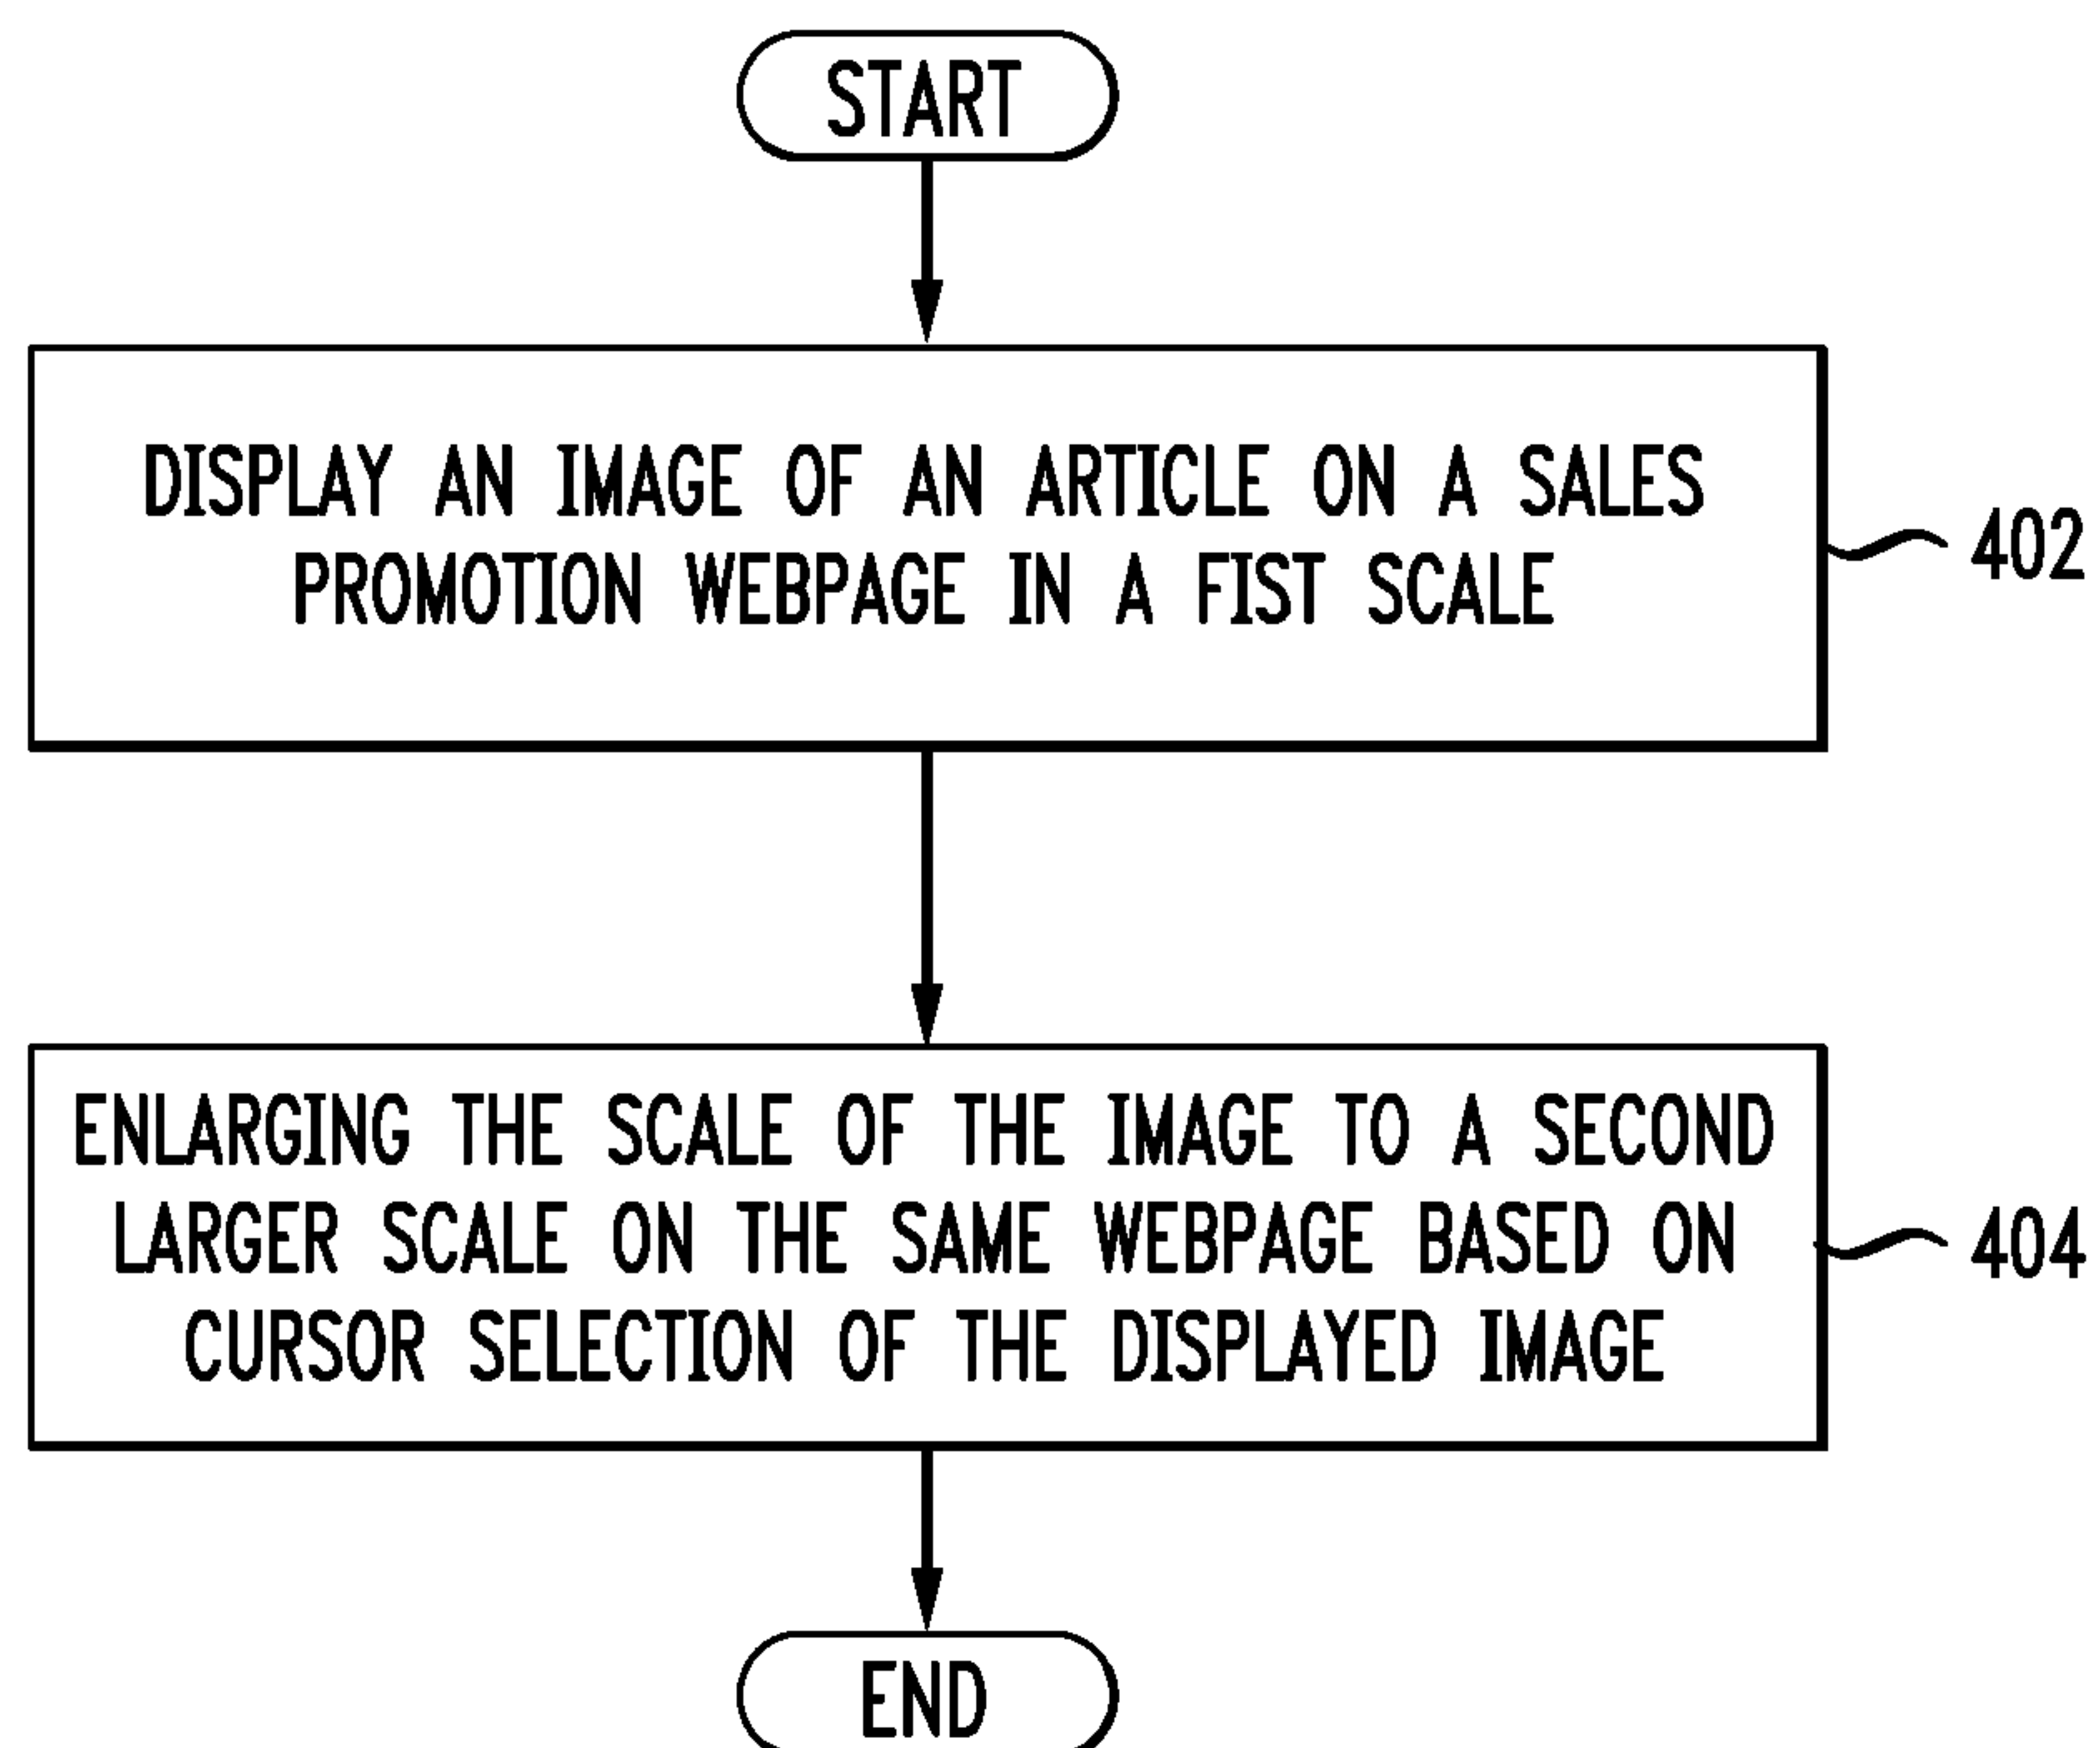 START
DISPLAY AN IMAGE OF AN ARTICLE ON A SALES
PROMOTION WEBPAGE IN A FIST SCALE
402
ENLARGING THE SCALE OF THE IMAGE TO A SECOND
LARGER SCALE ON THE SAME WEBPAGE BASED ON
CURSOR SELECTION OF THE DISPLAYED IMAGE
404
END